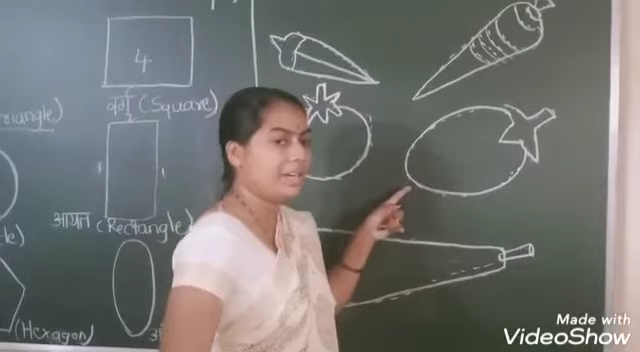 4
वर्ग (Square)
riangle)
आयत (Rectangle)
le)
(Hexagon)
Made with
VideoShow